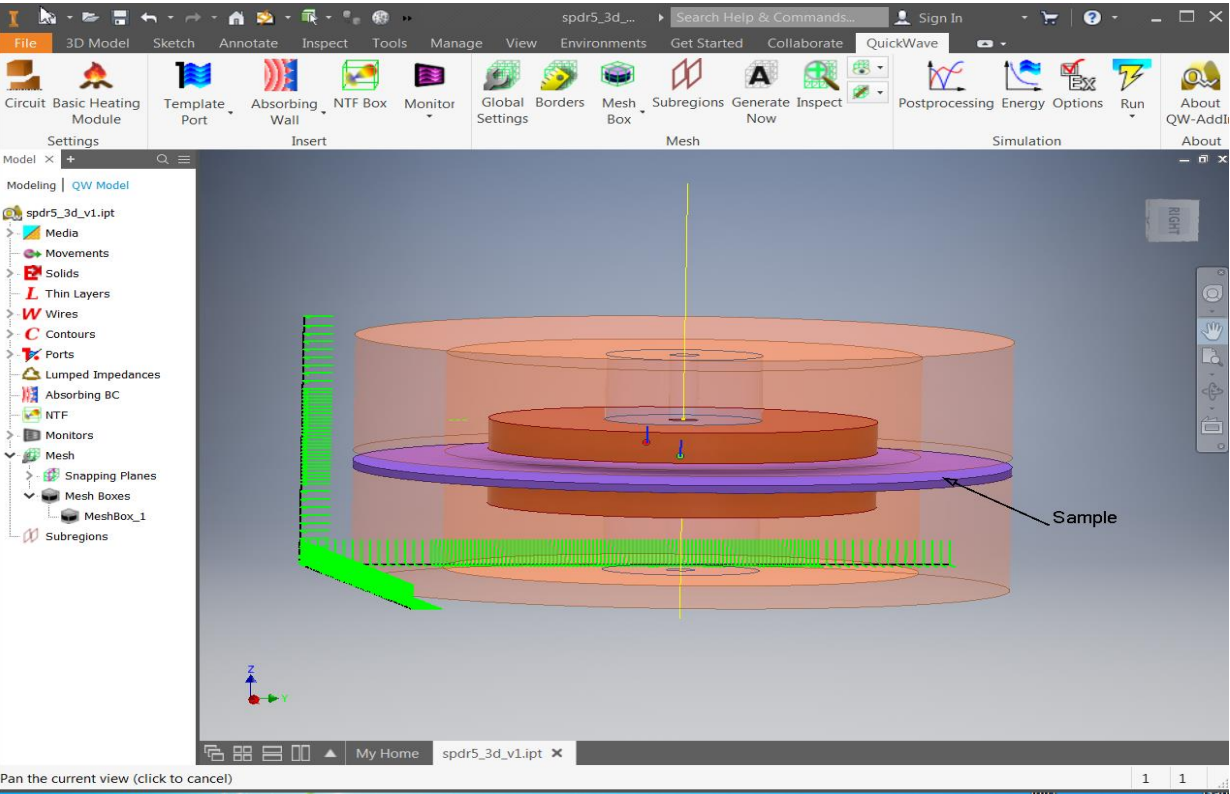 spdr5_3d_... Search Help & Commands... Sign In
File 3D Model Sketch Annotate Inspect Tools Manage View Environments Get Started Collaborate QuickWave
Circuit Basic Heating Module
Settings
Template Port Absorbing Wall NTF Box Monitor
Insert
Global Settings Borders Mesh Box Subregions Generate Now Inspect
Mesh
Postprocessing Energy Options Run
Simulation
About QW-AddI
About
Model
Modeling | QW Model
spdr5_3d_v1.ipt
Media
Movements
Solids
Thin Layers
Wires
Contours
Ports
Lumped Impedances
Absorbing BC
NTF
Monitors
Mesh
Snapping Planes
Mesh Boxes
MeshBox_1
Subregions
RIGHT
Sample
Z
Y
My Home spdr5_3d_v1.ipt
Pan the current view (click to cancel) 1 1